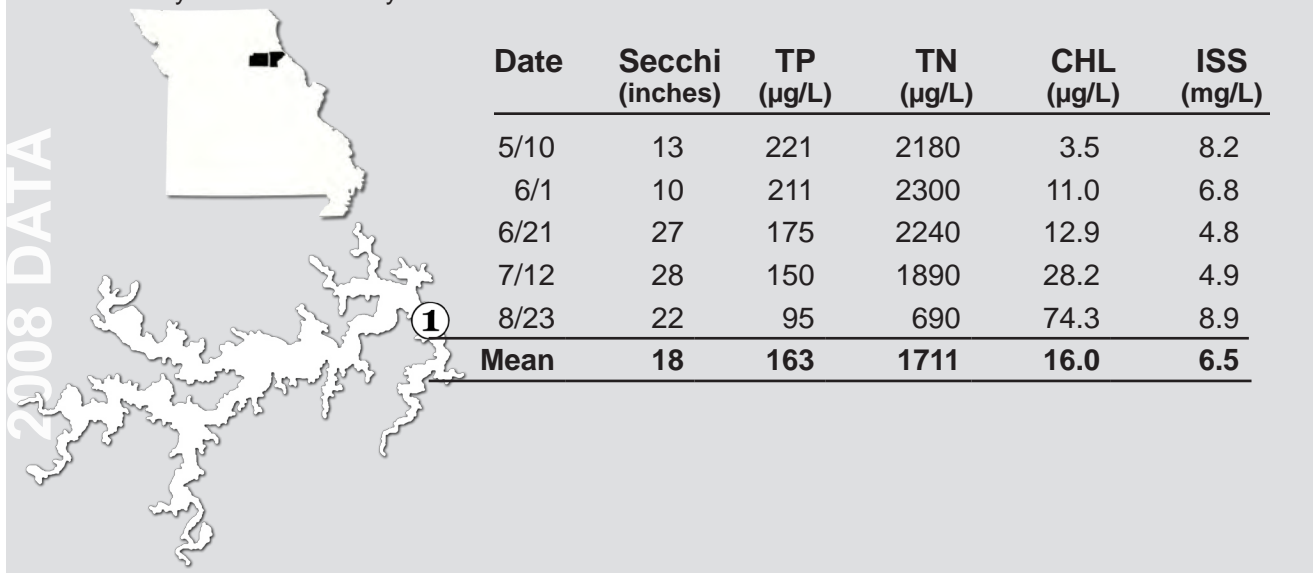 Date Secchi TP TN CHL ISS
(inches) (µg/L) (µg/L) (µg/L) (mg/L)
5/10 13 221 2180 3.5 8.2
6/1 10 211 2300 11.0 6.8
6/21 27 175 2240 12.9 4.8
7/12 28 150 1890 28.2 4.9
8/23 22 95 690 74.3 8.9
Mean 18 163 1711 16.0 6.5
1
2008 DATA